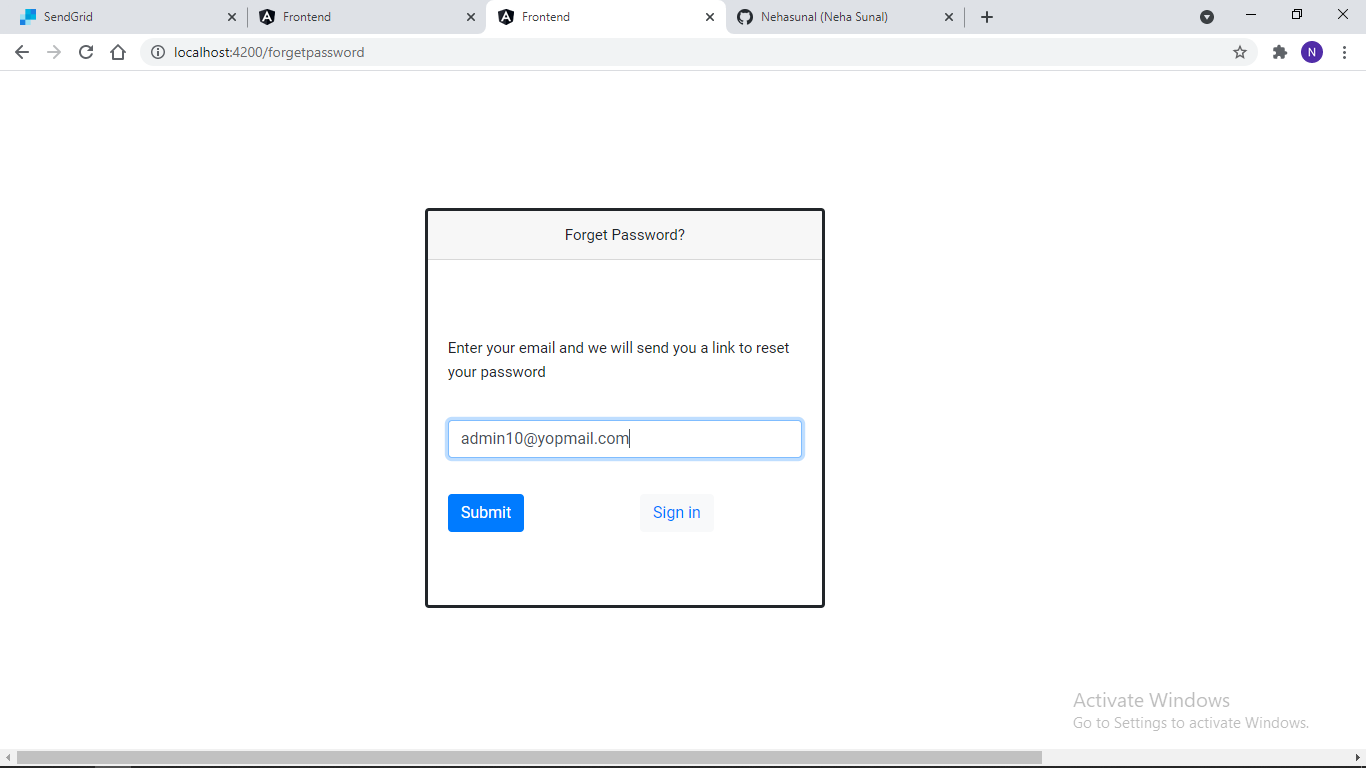 SendGrid
Frontend
Frontend
Nehasunal (Neha Sunal)
localhost:4200/forgetpassword
N
Forget Password?
Enter your email and we will send you a link to reset
your password
admin10@yopmail.com
Submit
Sign in
Activate Windows
Go to Settings to activate Windows.